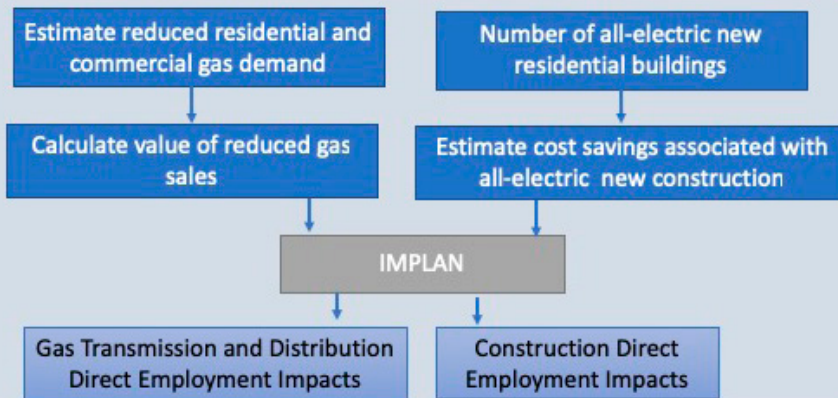 Estimate reduced residential and
commercial gas demand
Number of all-electric new
residential buildings
Calculate value of reduced gas
sales
Estimate cost savings associated with
all-electric new construction
IMPLAN
Gas Transmission and Distribution
Direct Employment Impacts
Construction Direct
Employment Impacts